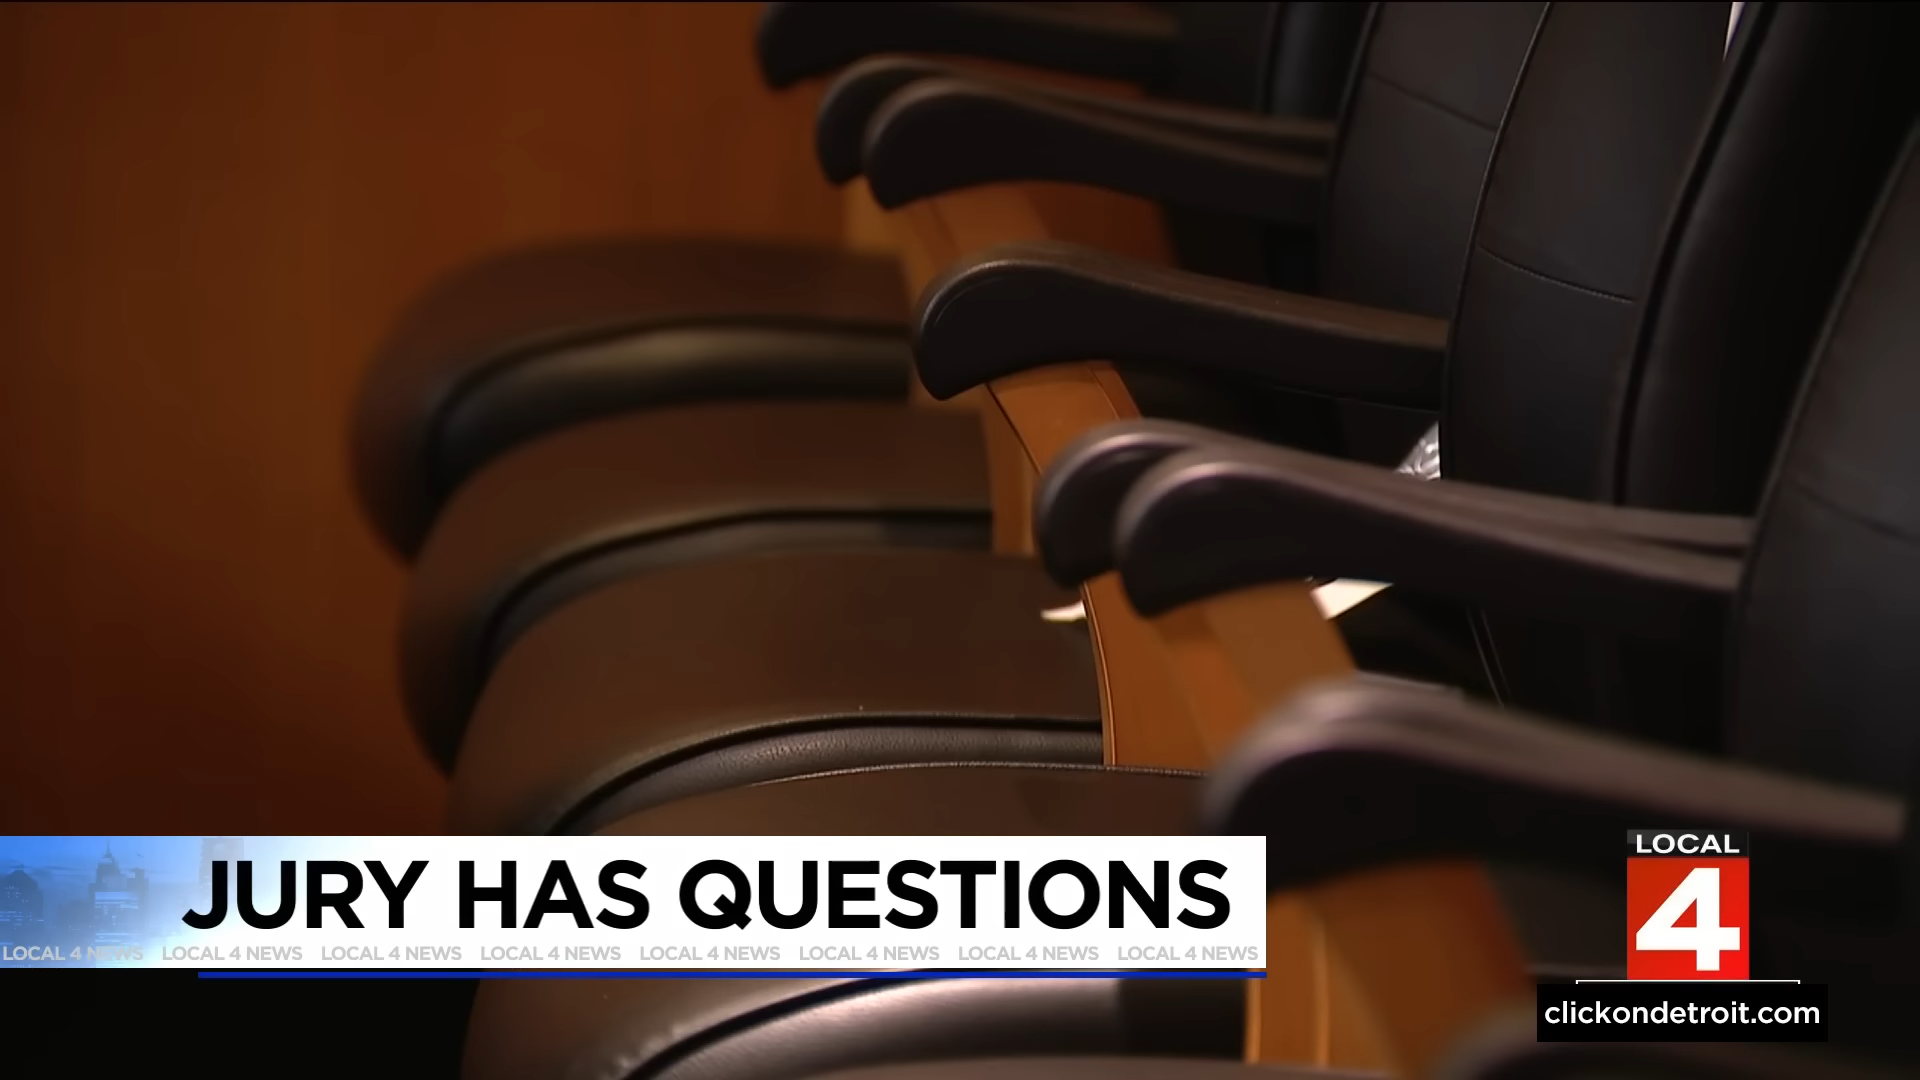 JURY HAS QUESTIONS
LOCAL 4 NEWS LOCAL 4 NEWS LOCAL 4 NEWS LOCAL 4 NEWS LOCAL 4 NEWS LOCAL 4 NEWS LOCAL 4 NEWS LOCAL 4 NEWS
LOCAL
4
clickondetroit.com